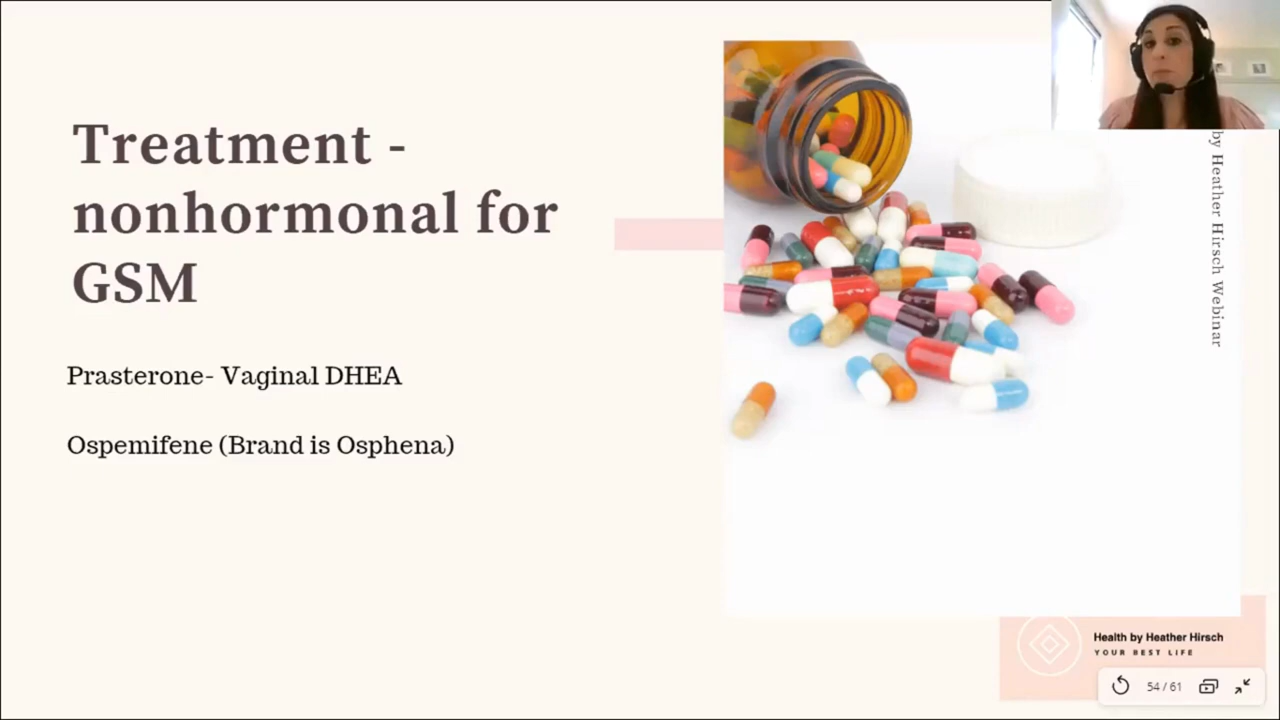 Treatment -
nonhormonal for
GSM
Prasterone- Vaginal DHEA
Ospemifene (Brand is Osphena)
by Heather Hirsch Webinar
Health by Heather Hirsch
YOUR BEST LIFE
54 / 61